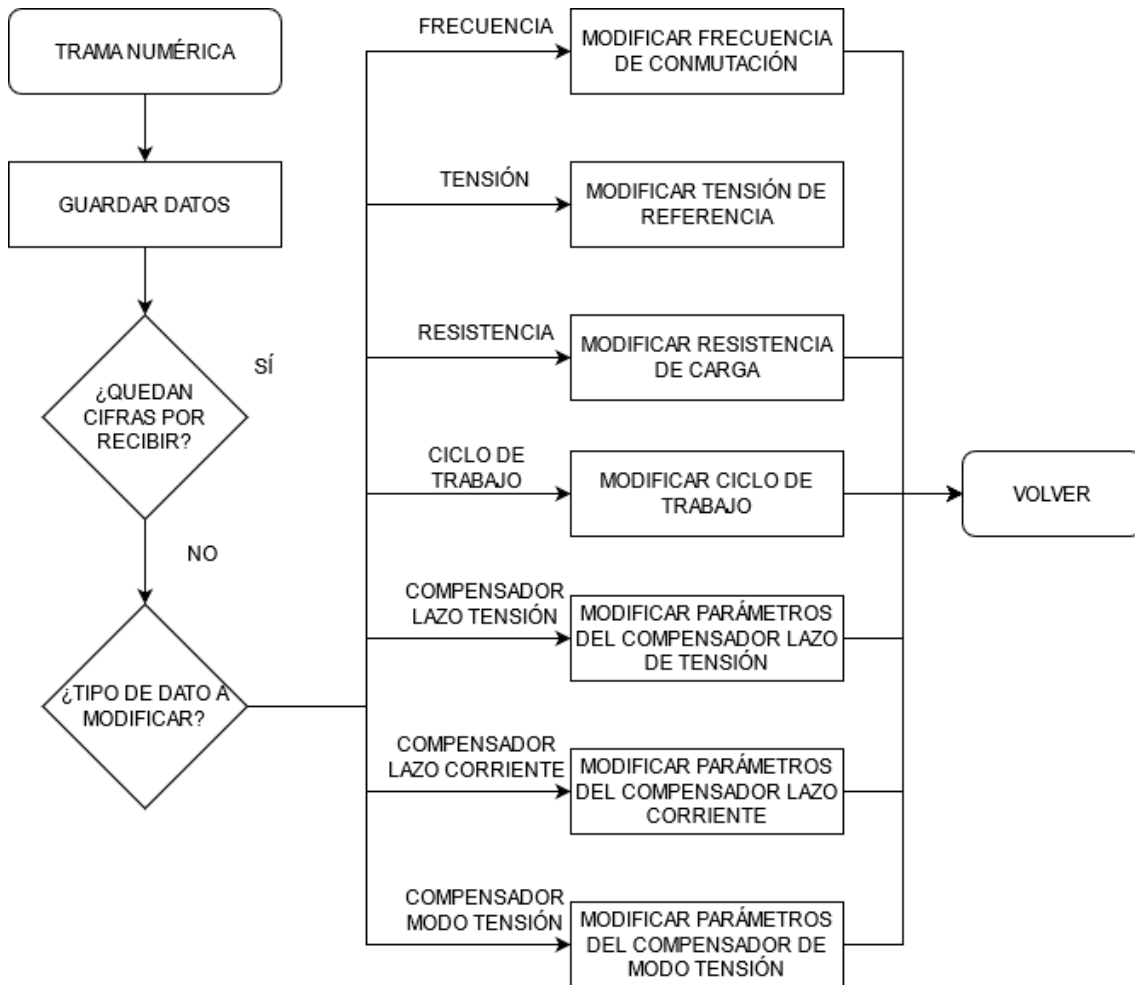 TRAMA NUMÉRICA
GUARDAR DATOS
¿QUEDAN
CIFRAS POR
RECIBIR?
SÍ
NO
¿TIPO DE DATO A
MODIFICAR?
FRECUENCIA
MODIFICAR FRECUENCIA
DE CONMUTACIÓN
TENSIÓN
MODIFICAR TENSIÓN DE
REFERENCIA
RESISTENCIA
MODIFICAR RESISTENCIA
DE CARGA
CICLO DE
TRABAJO
MODIFICAR CICLO DE
TRABAJO
COMPENSADOR
LAZO TENSIÓN
MODIFICAR PARÁMETROS
DEL COMPENSADOR LAZO
DE TENSIÓN
COMPENSADOR
LAZO CORRIENTE
MODIFICAR PARÁMETROS
DEL COMPENSADOR LAZO
CORRIENTE
COMPENSADOR
MODO TENSIÓN
MODIFICAR PARÁMETROS
DEL COMPENSADOR DE
MODO TENSIÓN
VOLVER